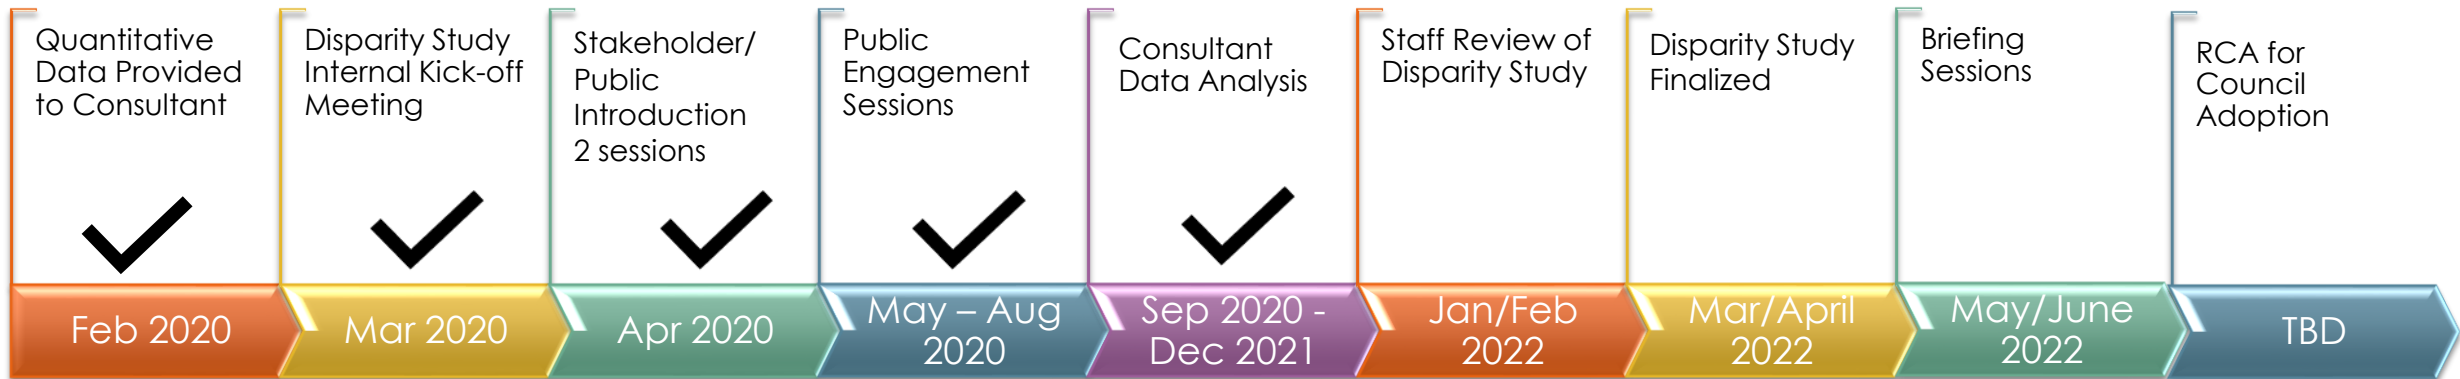 Quantitative
Data Provided
to Consultant
Disparity Study
Internal Kick-off
Meeting
Stakeholder/
Public
Introduction
2 sessions
Public
Engagement
Sessions
Consultant
Data Analysis
Staff Review of
Disparity Study
Disparity Study
Finalized
Briefing
Sessions
RCA for
Council
Adoption
Feb 2020
Mar 2020
Apr 2020
May – Aug
2020
Sep 2020 -
Dec 2021
Jan/Feb
2022
Mar/April
2022
May/June
2022
TBD